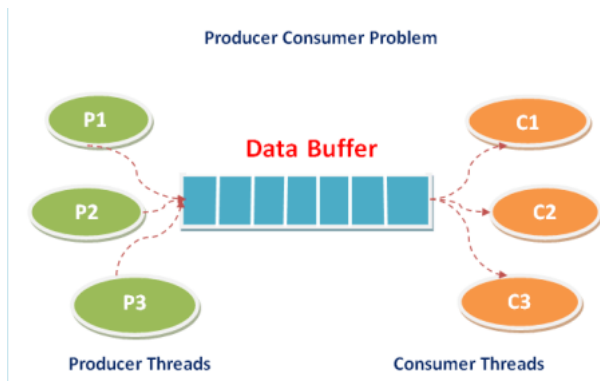 Producer Consumer Problem
P1
C1
Data Buffer
P2
C2
P3
C3
Producer Threads
Consumer Threads